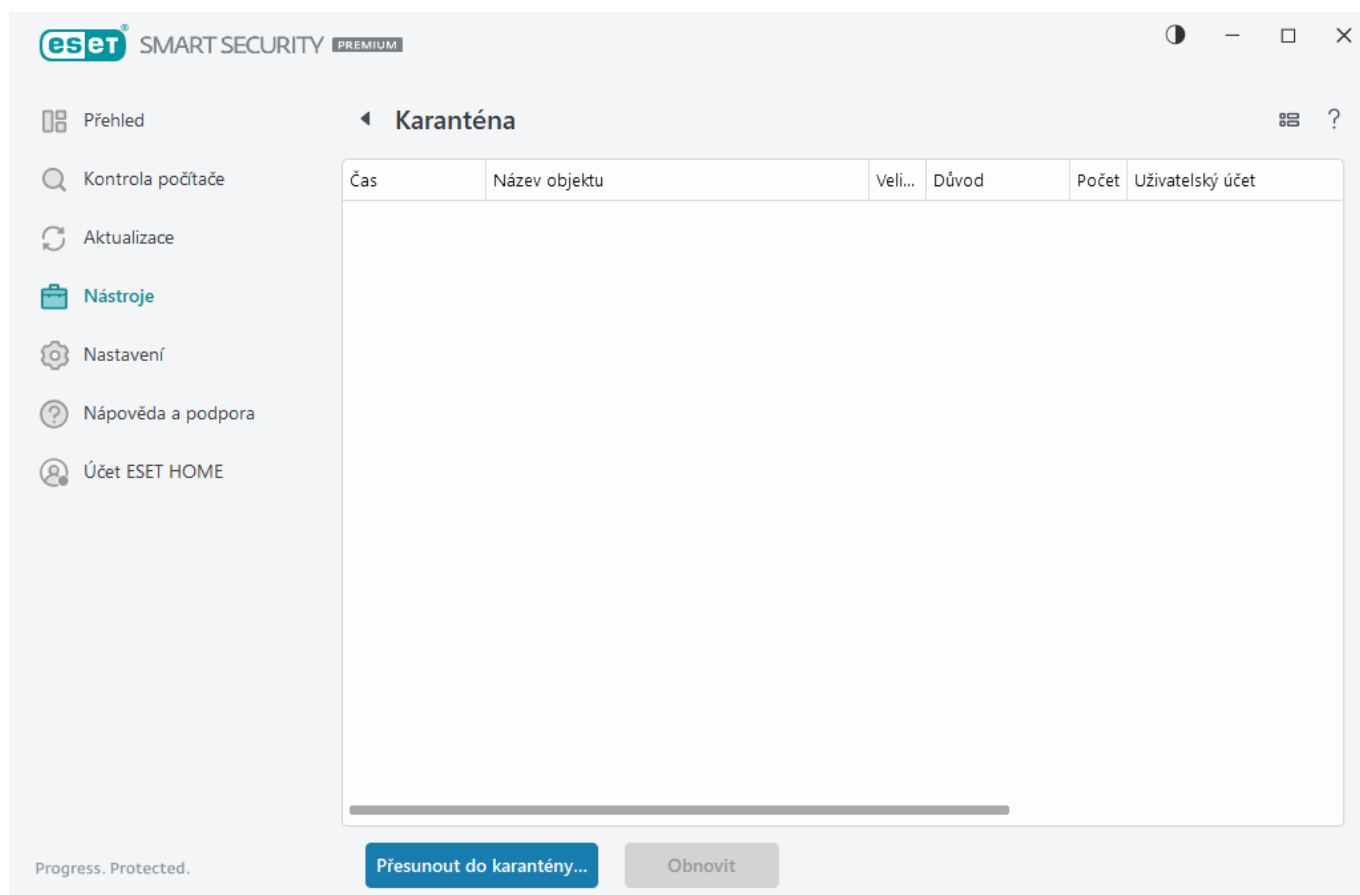 eset® SMART SECURITY PREMIUM
Přehled
Kontrola počítače
Aktualizace
Nástroje
Nastavení
Nápověda a podpora
Účet ESET HOME
Karanténa
?
Čas Název objektu Veli... Důvod Počet Uživatelský účet
Přesunout do karantény... Obnovit
Progress. Protected.